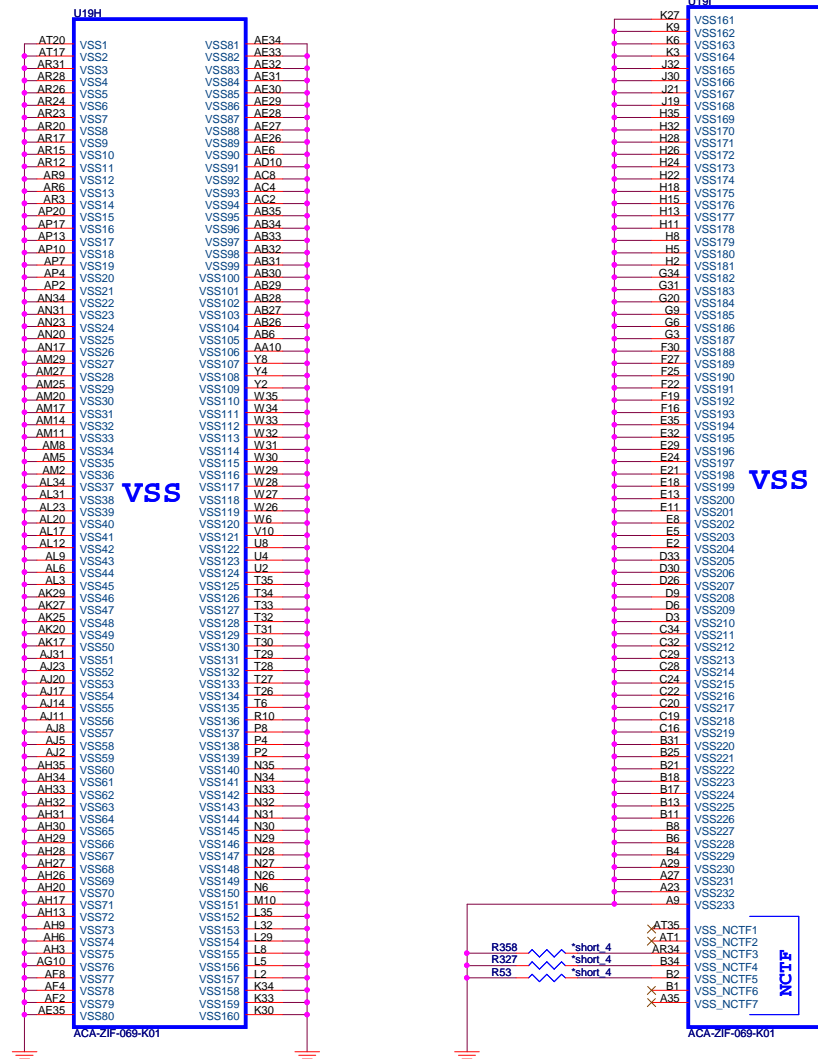 U19H
AT20 VSS1 VSS81 AE34
AT17 VSS2 VSS82 AE33
AR31 VSS3 VSS83 AE32
AR28 VSS4 VSS84 AE31
AR26 VSS5 VSS85 AE30
AR24 VSS6 VSS86 AE29
AR23 VSS7 VSS87 AE28
AR20 VSS8 VSS88 AE27
AR17 VSS9 VSS89 AE26
AR15 VSS10 VSS90 AE6
AR12 VSS11 VSS91 AD10
AR9 VSS12 VSS92 AC8
AR6 VSS13 VSS93 AC4
AR3 VSS14 VSS94 AC2
AP20 VSS15 VSS95 AB35
AP17 VSS16 VSS96 AB34
AP13 VSS17 VSS97 AB33
AP10 VSS18 VSS98 AB32
AP7 VSS19 VSS99 AB31
AP4 VSS20 VSS100 AB30
AP2 VSS21 VSS101 AB29
AN34 VSS22 VSS102 AB28
AN31 VSS23 VSS103 AB27
AN23 VSS24 VSS104 AB26
AN20 VSS25 VSS105 AB6
AN17 VSS26 VSS106 AA10
AM29 VSS27 VSS107 Y8
AM27 VSS28 VSS108 Y4
AM25 VSS29 VSS109 Y2
AM20 VSS30 VSS110 W35
AM17 VSS31 VSS111 W34
AM14 VSS32 VSS112 W33
AM11 VSS33 VSS113 W32
AM8 VSS34 VSS114 W31
AM5 VSS35 VSS115 W30
AM2 VSS36 VSS116 W29
AL34 VSS37 VSS117 W28
AL31 VSS38 VSS118 W27
AL23 VSS39 VSS119 W26
AL20 VSS40 VSS120 W6
AL17 VSS41 VSS121 V10
AL12 VSS42 VSS122 U8
AL9 VSS43 VSS123 U4
AL6 VSS44 VSS124 U2
AL3 VSS45 VSS125 T35
AK29 VSS46 VSS126 T34
AK27 VSS47 VSS127 T33
AK25 VSS48 VSS128 T32
AK20 VSS49 VSS129 T31
AK17 VSS50 VSS130 T30
AJ31 VSS51 VSS131 T29
AJ23 VSS52 VSS132 T28
AJ20 VSS53 VSS133 T27
AJ17 VSS54 VSS134 T26
AJ14 VSS55 VSS135 T6
AJ11 VSS56 VSS136 R10
AJ8 VSS57 VSS137 P8
AJ5 VSS58 VSS138 P4
AJ2 VSS59 VSS139 P2
AH35 VSS60 VSS140 N35
AH34 VSS61 VSS141 N34
AH33 VSS62 VSS142 N33
AH32 VSS63 VSS143 N32
AH31 VSS64 VSS144 N31
AH30 VSS65 VSS145 N30
AH29 VSS66 VSS146 N29
AH28 VSS67 VSS147 N28
AH27 VSS68 VSS148 N27
AH26 VSS69 VSS149 N26
AH20 VSS70 VSS150 N6
AH17 VSS71 VSS151 M10
AH13 VSS72 VSS152 L35
AH9 VSS73 VSS153 L32
AH6 VSS74 VSS154 L29
AH3 VSS75 VSS155 L8
AG10 VSS76 VSS156 L5
AF8 VSS77 VSS157 L2
AF4 VSS78 VSS158 K34
AF2 VSS79 VSS159 K33
AE35 VSS80 VSS160 K30
VSS
ACA-ZIF-069-K01
U19I
K27 VSS161
K9 VSS162
K6 VSS163
K3 VSS164
J32 VSS165
J30 VSS166
J21 VSS167
J19 VSS168
H35 VSS169
H32 VSS170
H28 VSS171
H26 VSS172
H24 VSS173
H22 VSS174
H18 VSS175
H15 VSS176
H13 VSS177
H11 VSS178
H8 VSS179
H5 VSS180
H2 VSS181
G34 VSS182
G31 VSS183
G20 VSS184
G9 VSS185
G6 VSS186
G3 VSS187
F30 VSS188
F27 VSS189
F25 VSS190
F22 VSS191
F19 VSS192
F16 VSS193
E35 VSS194
E32 VSS195
E29 VSS196
E24 VSS197
E21 VSS198
E18 VSS199
E13 VSS200
E11 VSS201
E8 VSS202
E5 VSS203
E2 VSS204
D33 VSS205
D30 VSS206
D26 VSS207
D9 VSS208
D6 VSS209
D3 VSS210
C34 VSS211
C32 VSS212
C29 VSS213
C28 VSS214
C24 VSS215
C22 VSS216
C20 VSS217
C19 VSS218
C16 VSS219
B31 VSS220
B25 VSS221
B21 VSS222
B18 VSS223
B17 VSS224
B13 VSS225
B11 VSS226
B8 VSS227
B6 VSS228
B4 VSS229
A29 VSS230
A27 VSS231
A23 VSS232
A9 VSS233
VSS
AT35 VSS_NCTF1
AT1 VSS_NCTF2
R358 *short_4 AR34 VSS_NCTF3
R327 *short_4 B34 VSS_NCTF4
R53 *short_4 B2 VSS_NCTF5
B1 VSS_NCTF6
A35 VSS_NCTF7
NCTF
ACA-ZIF-069-K01